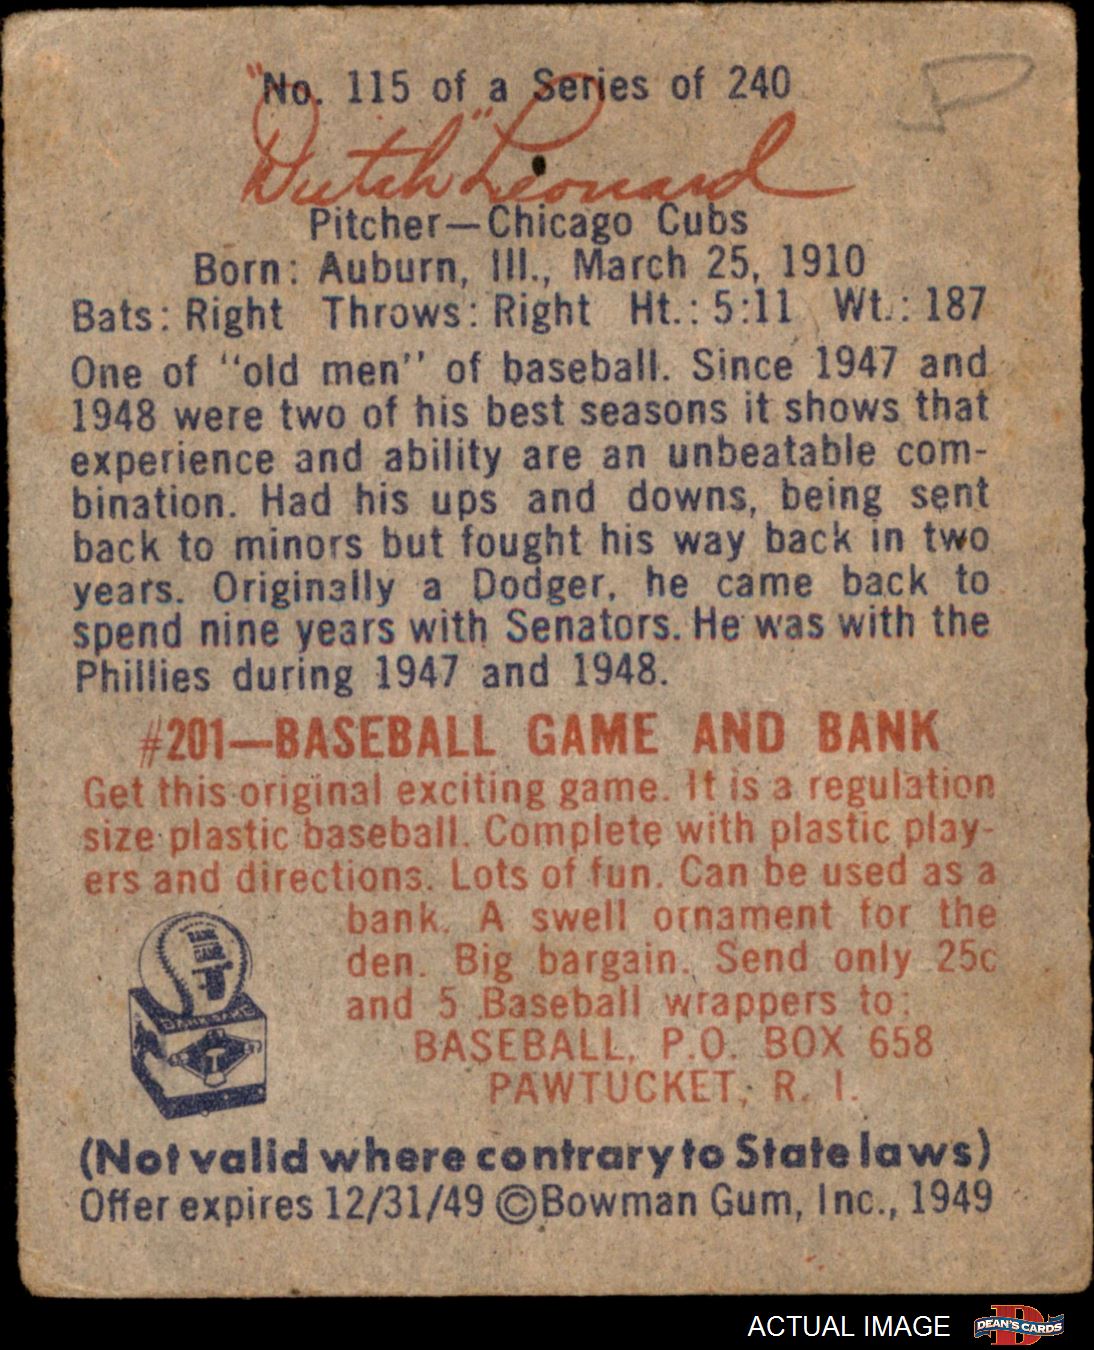 No. 115 of a Series of 240
"Dutch" Leonard
Pitcher—Chicago Cubs
Born: Auburn, Ill., March 25, 1910
Bats: Right Throws: Right Ht.: 5:11 Wt.: 187
One of "old men" of baseball. Since 1947 and
1948 were two of his best seasons it shows that
experience and ability are an unbeatable com-
bination. Had his ups and downs, being sent
back to minors but fought his way back in two
years. Originally a Dodger, he came back to
spend nine years with Senators. He was with the
Phillies during 1947 and 1948.
#201—BASEBALL GAME AND BANK
Get this original exciting game. It is a regulation
size plastic baseball. Complete with plastic play-
ers and directions. Lots of fun. Can be used as a
bank. A swell ornament for the
den. Big bargain. Send only 25c
and 5 Baseball wrappers to:
BASEBALL, P.O. BOX 658
PAWTUCKET, R. I.
BANK
GAME
(Not valid where contrary to State laws)
Offer expires 12/31/49 ©Bowman Gum, Inc., 1949
ACTUAL IMAGE
DEAN'S CARDS